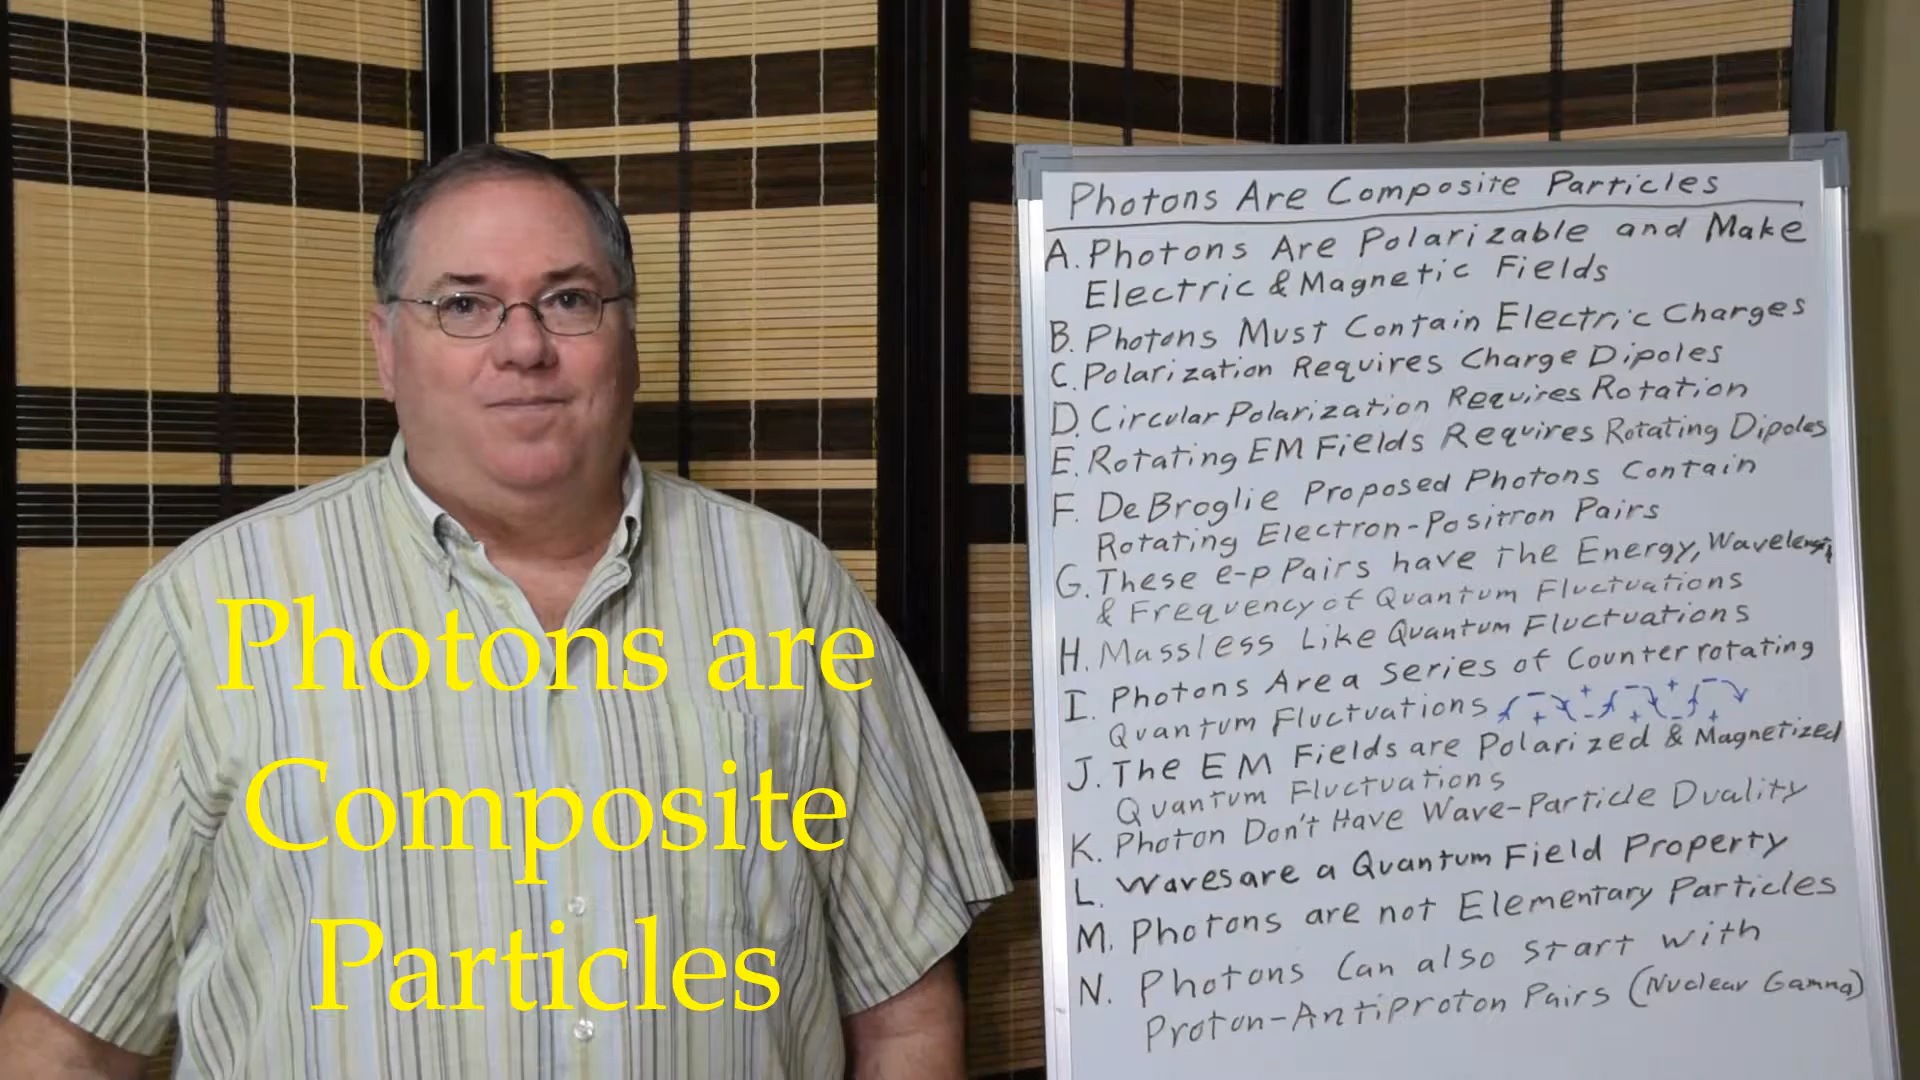 Photons are
Composite
Particles
Photons Are Composite Particles
A. Photons Are Polarizable and Make
Electric & Magnetic Fields
B. Photons Must Contain Electric Charges
C. Polarization Requires Charge Dipoles
D. Circular Polarization Requires Rotation
E. Rotating EM Fields Requires Rotating Dipoles
F. DeBroglie Proposed Photons Contain
Rotating Electron-Positron Pairs
G. These e-p Pairs have the Energy,
& Frequency of Quantum Fluctuations
H. Massless Like Quantum Fluctuations
I. Photons Are a Series of Counter rotating
Quantum Fluctuations
J. The EM Fields are Polarized & Magnetized
Quantum Fluctuations
K. Photon Don't Have Wave-Particle Duality
L. Waves are a Quantum Field Property
M. Photons are not Elementary Particles
N. Photons Can also Start with
Proton-Antiproton Pairs (Nuclear Gamma)